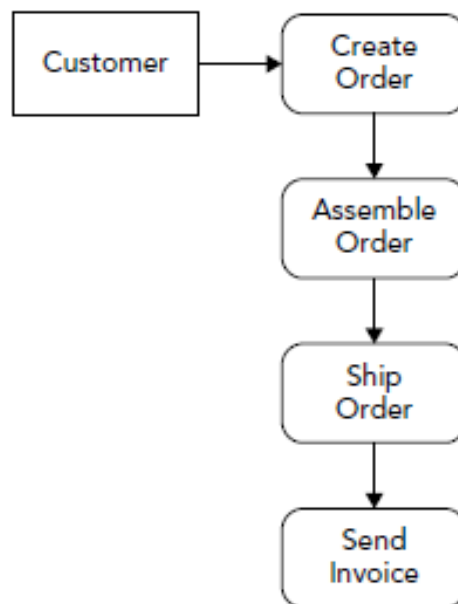 Customer
Create
Order
Assemble
Order
Ship
Order
Send
Invoice